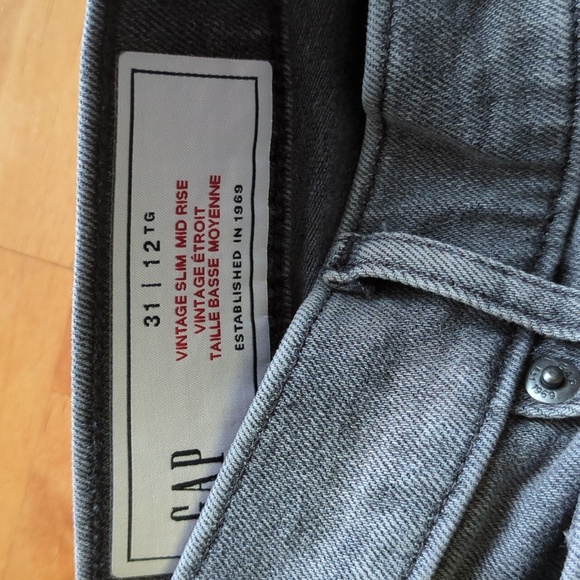 GAP
31 | 12 TG
VINTAGE SLIM MID RISE
VINTAGE ÉTROIT
TAILLE BASSE MOYENNE
ESTABLISHED IN 1969